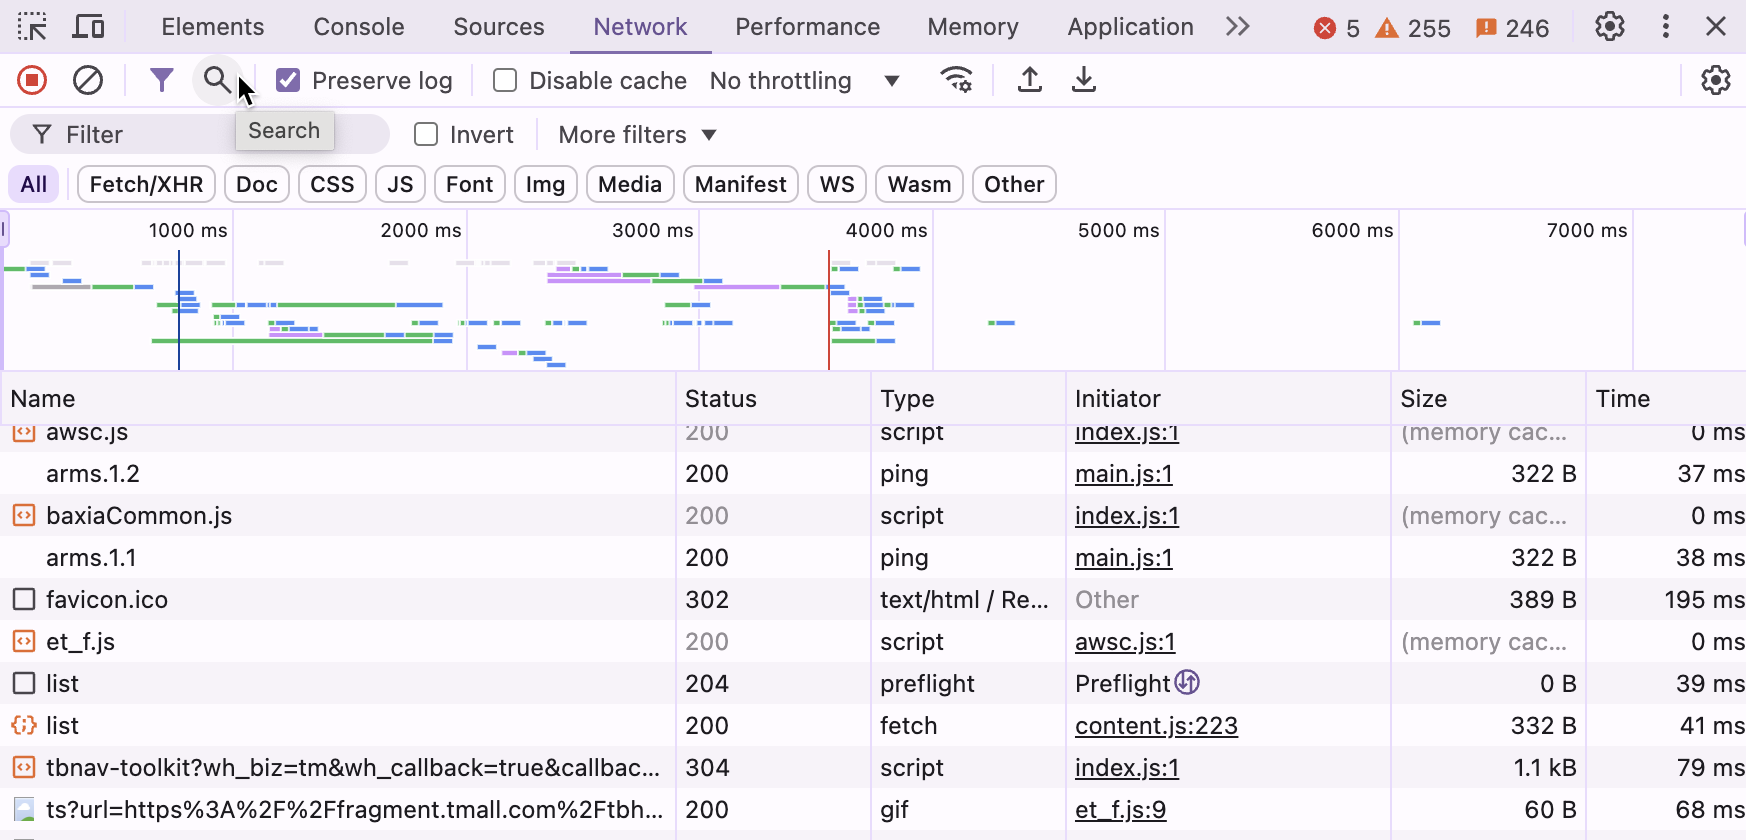 Elements Console Sources Network Performance Memory Application 5 255 246
Preserve log Disable cache No throttling
Filter Search Invert More filters
All Fetch/XHR Doc CSS JS Font Img Media Manifest WS Wasm Other
1000 ms 2000 ms 3000 ms 4000 ms 5000 ms 6000 ms 7000 ms
Name Status Type Initiator Size Time
awsc.js 200 script index.js:1 (memory cac... 0 ms
arms.1.2 200 ping main.js:1 322 B 37 ms
baxiaCommon.js 200 script index.js:1 (memory cac... 0 ms
arms.1.1 200 ping main.js:1 322 B 38 ms
favicon.ico 302 text/html / Re... Other 389 B 195 ms
et_f.js 200 script awsc.js:1 (memory cac... 0 ms
list 204 preflight Preflight 0 B 39 ms
list 200 fetch content.js:223 332 B 41 ms
tbnav-toolkit?wh_biz=tm&wh_callback=true&callbac... 304 script index.js:1 1.1 kB 79 ms
ts?url=https%3A%2F%2Ffragment.tmall.com%2Ftbh... 200 gif et_f.js:9 60 B 68 ms